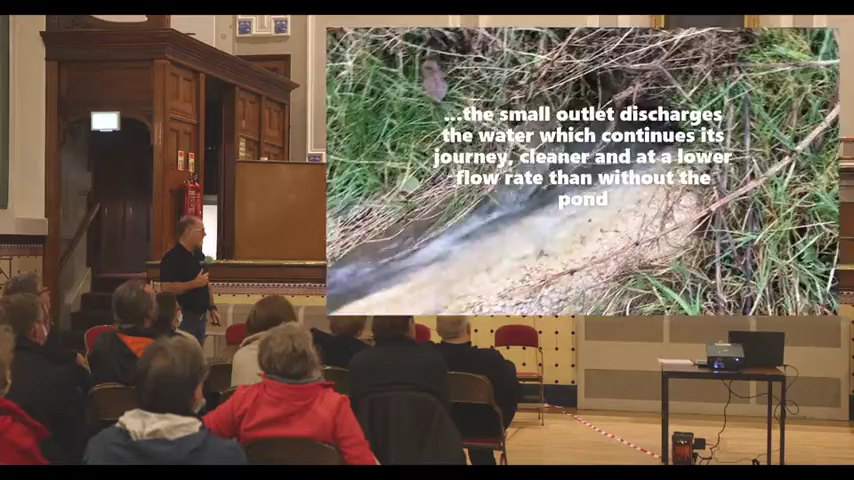 ...the small outlet discharges
the water which continues its
journey, cleaner and at a lower
flow rate than without the
pond